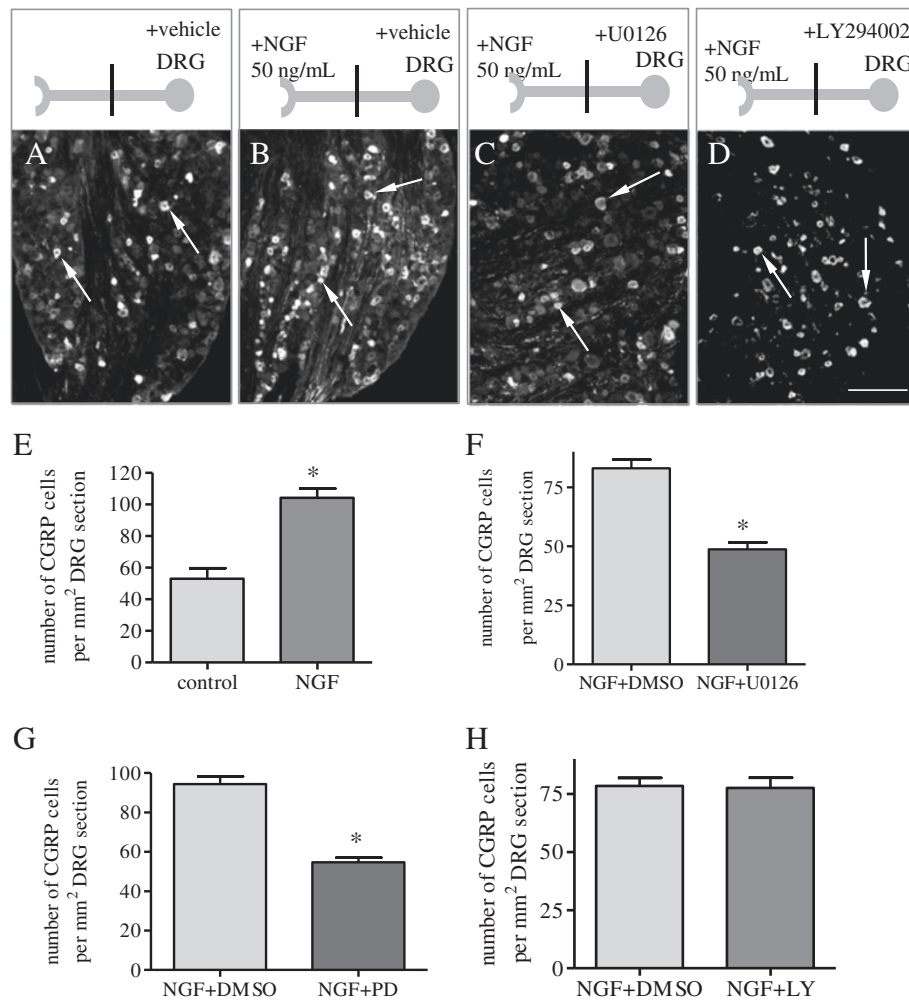 +vehicle
DRG
A
+NGF
50 ng/mL
+vehicle
DRG
B
+NGF
50 ng/mL
+U0126
DRG
C
+NGF
50 ng/mL
+LY294002
DRG
D
E
number of CGRP cells
per mm² DRG section
120
100
80
60
40
20
0
*
control
NGF
F
number of CGRP cells
per mm² DRG section
75
50
25
0
*
NGF+DMSO
NGF+U0126
G
number of CGRP cells
per mm² DRG section
100
80
60
40
20
0
*
NGF+DMSO
NGF+PD
H
number of CGRP cells
per mm² DRG section
75
50
25
0
NGF+DMSO
NGF+LY